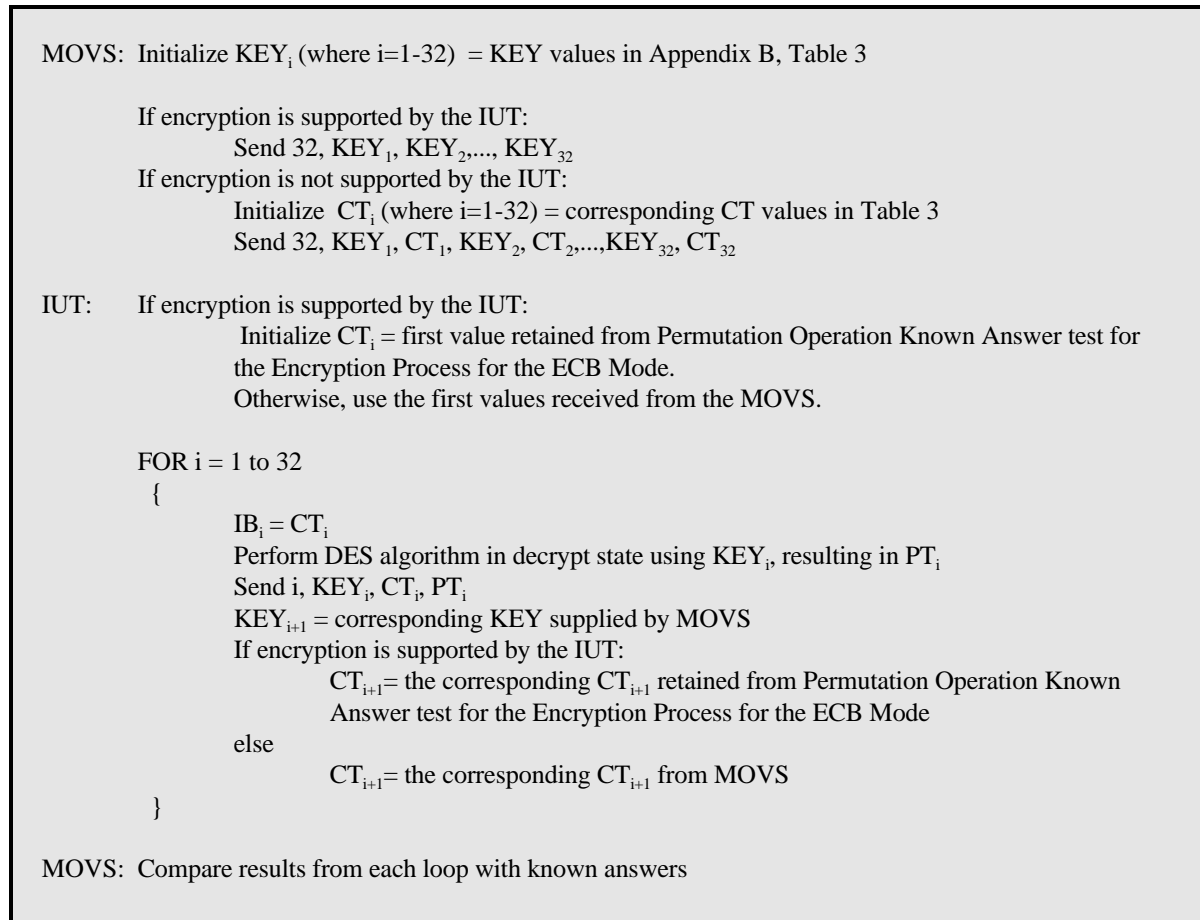 MOVS: Initialize KEYi (where i=1-32) = KEY values in Appendix B, Table 3
If encryption is supported by the IUT:
Send 32, KEY1, KEY2,..., KEY32
If encryption is not supported by the IUT:
Initialize CTi (where i=1-32) = corresponding CT values in Table 3
Send 32, KEY1, CT1, KEY2, CT2,...,KEY32, CT32
IUT: If encryption is supported by the IUT:
Initialize CTi = first value retained from Permutation Operation Known Answer test for
the Encryption Process for the ECB Mode.
Otherwise, use the first values received from the MOVS.
FOR i = 1 to 32
{
IBi = CTi
Perform DES algorithm in decrypt state using KEYi, resulting in PTi
Send i, KEYi, CTi, PTi
KEYi+1 = corresponding KEY supplied by MOVS
If encryption is supported by the IUT:
CTi+1= the corresponding CTi+1 retained from Permutation Operation Known
Answer test for the Encryption Process for the ECB Mode
else
CTi+1= the corresponding CTi+1 from MOVS
}
MOVS: Compare results from each loop with known answers